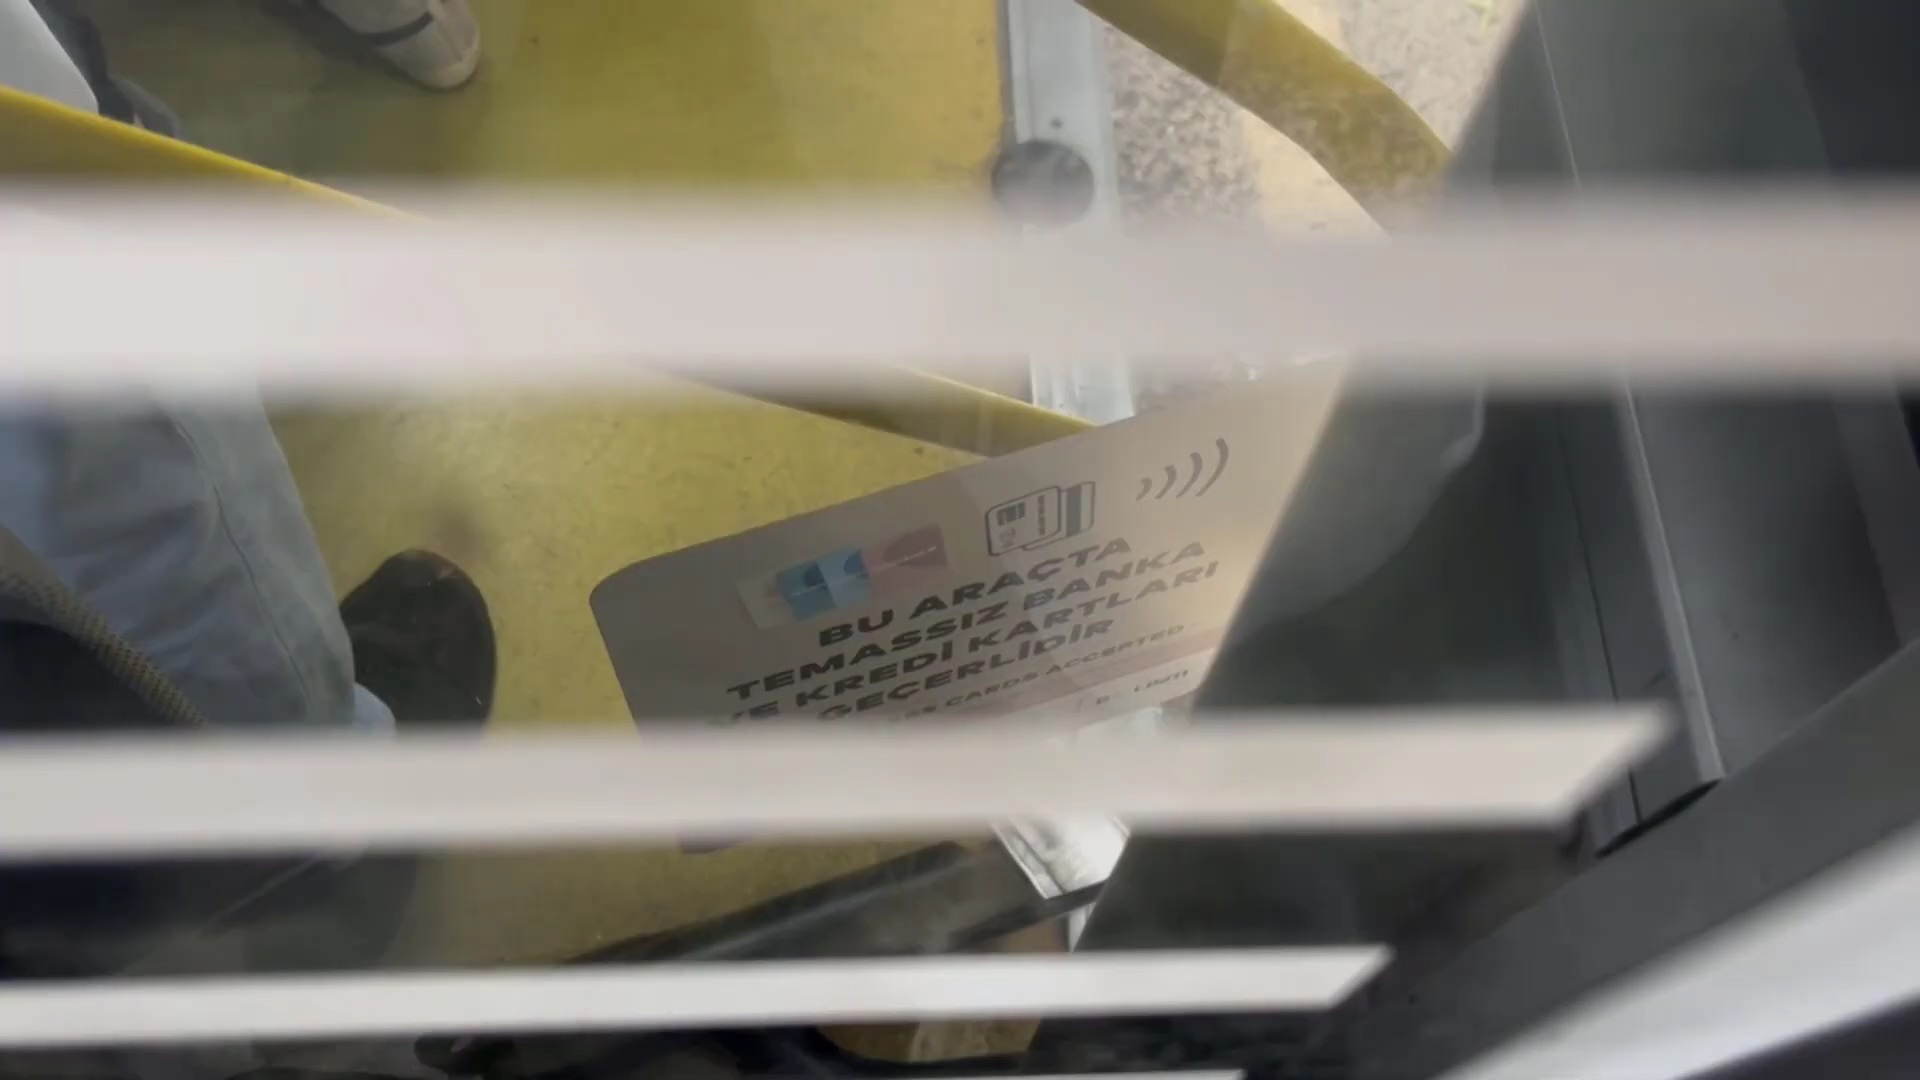 BU ARAÇTA
TEMASSIZ BANKA
VE KREDİ KARTLARI
GEÇERLİDİR
CARDS ACCEPTED